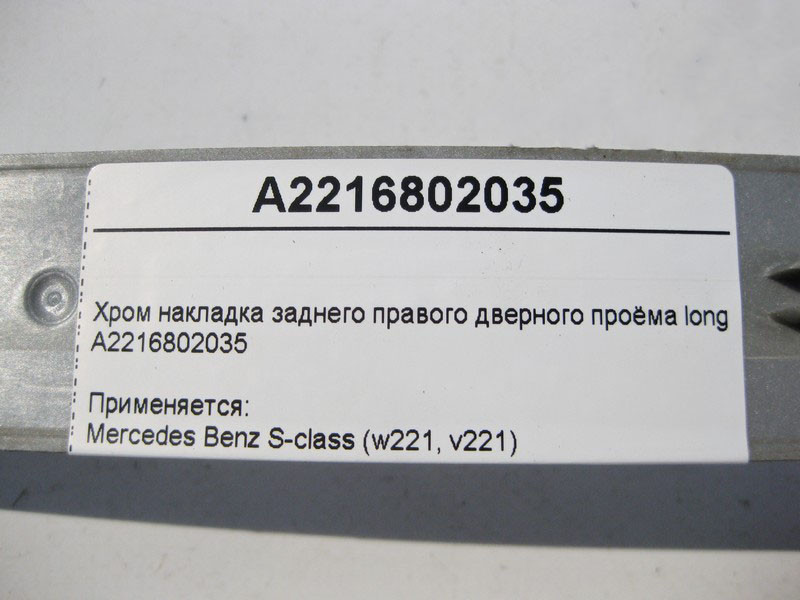 A2216802035
Хром накладка заднего правого дверного проёма long
A2216802035
Применяется:
Mercedes Benz S-class (w221, v221)